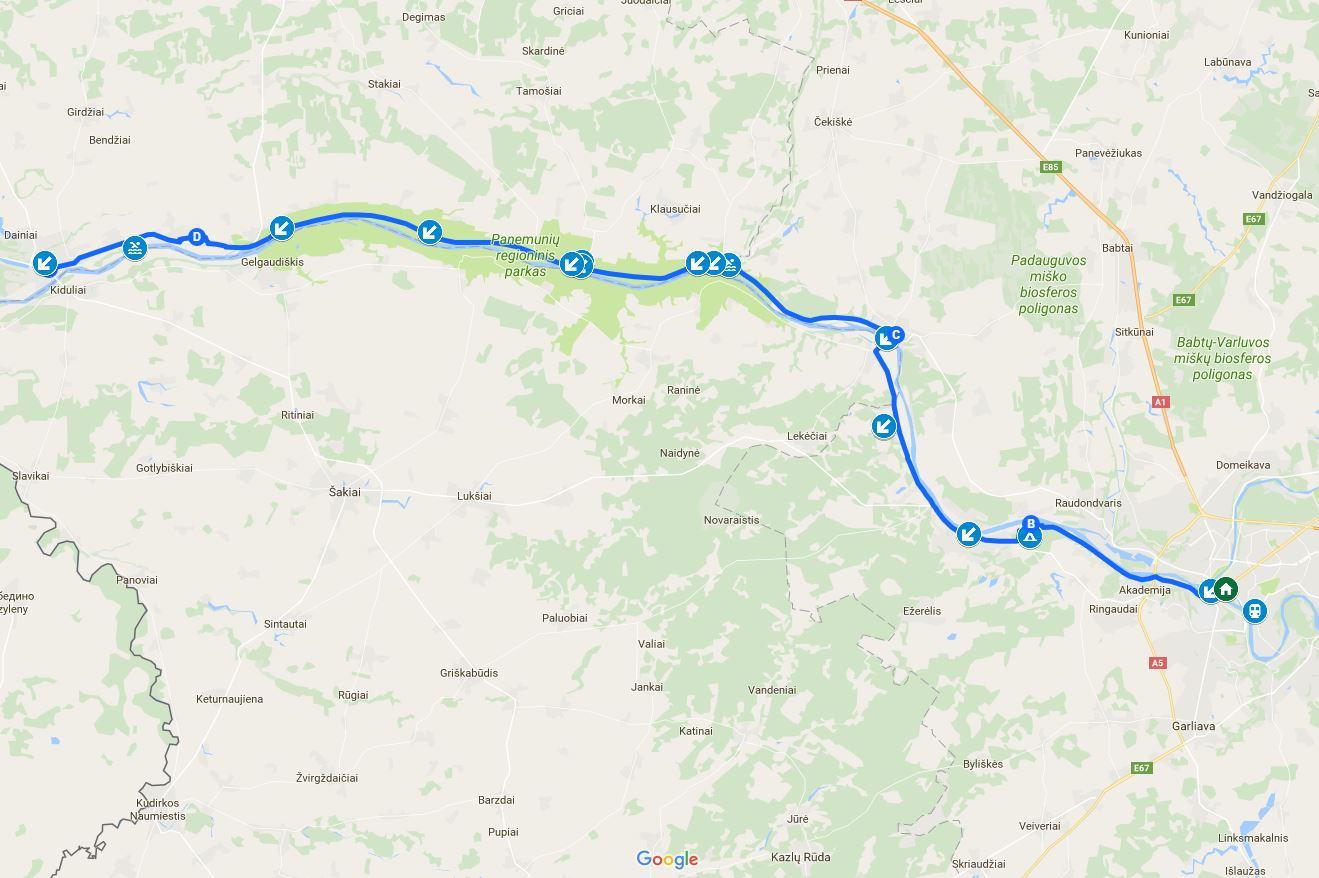 Degimas
Griciai
Juodaičiai
Skardinė
Kunioniai
Labūnava
Stakiai
Tamošiai
Prienai
Girdžiai
Čekiškė
Bendžiai
Panevėžiukas
E85
Vandžiogala
Klausučiai
E67
Dainiai
D
Panemunių
regioninis
parkas
Babtai
Gelgaudiškis
Kiduliai
Padauguvos
miško
biosferos
poligonas
E67
Sitkūnai
C
Babtų-Varluvos
miškų biosferos
poligonas
Raninė
Morkai
A1
Ritiniai
Lekėčiai
Naidynė
Gotlybiškiai
Slavikai
Domeikava
Šakiai
Lukšiai
Raudondvaris
Novaraistis
B
Panoviai
Akademija
Ringaudai
Ežerėlis
Sintautai
Paluobiai
Valiai
A5
Griškabūdis
Jankai
Vandeniai
Keturnaujiena
Rūgiai
Katinai
Garliava
Byliškės
E67
Žvirgždaičiai
Kudirkos
Naumiestis
Barzdai
Jūrė
Veiveriai
Pupiai
Linksmakalnis
Google
Kazlų Rūda
Skriaudžiai
Išlaužas